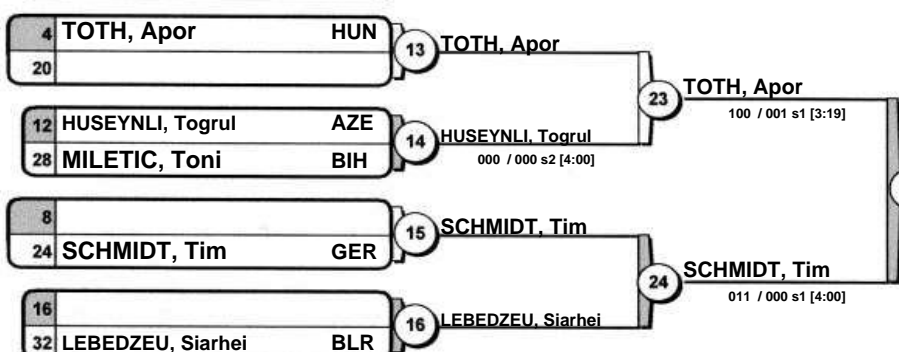 4 TOTH, Apor HUN
20
13 TOTH, Apor
12 HUSEYNLI, Togrul AZE
28 MILETIC, Toni BIH
14 HUSEYNLI, Togrul
000 / 000 s2 [4:00]
23 TOTH, Apor
100 / 001 s1 [3:19]
8
24 SCHMIDT, Tim GER
15 SCHMIDT, Tim
16
32 LEBEDZEU, Siarhei BLR
16 LEBEDZEU, Siarhei
24 SCHMIDT, Tim
011 / 000 s1 [4:00]